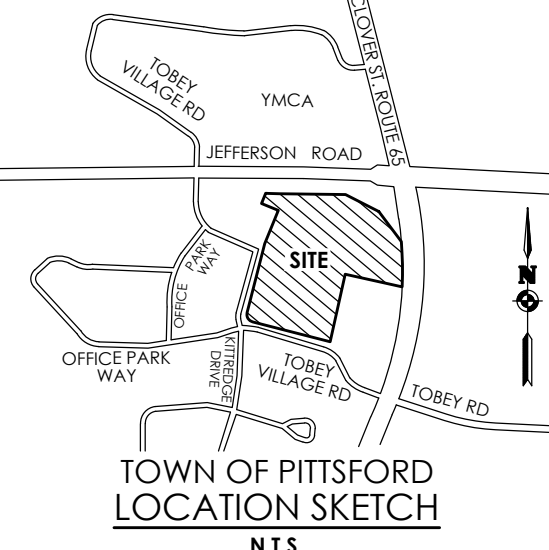 CLOVER ST. ROUTE 65
TOBEY
VILLAGE RD
YMCA
JEFFERSON ROAD
SITE
OFFICE PARK
WAY
N
OFFICE PARK
WAY
KITTREDGE
DRIVE
TOBEY
VILLAGE RD
TOBEY RD
TOWN OF PITTSFORD
LOCATION SKETCH
N.T.S.